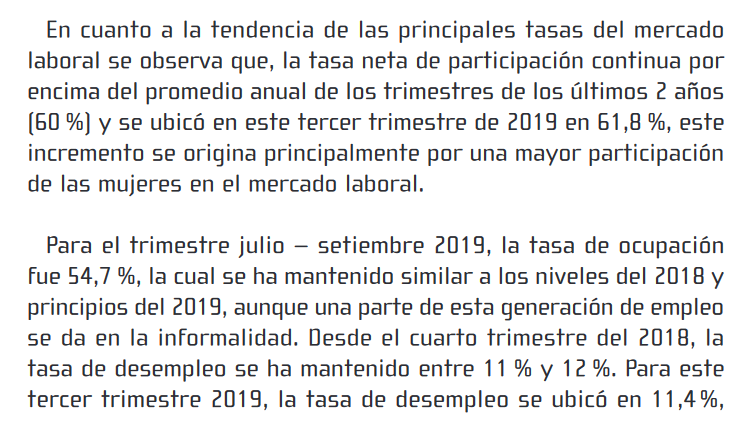 En cuanto a la tendencia de las principales tasas del mercado
laboral se observa que, la tasa neta de participación continua por
encima del promedio anual de los trimestres de los últimos 2 años
(60 %) y se ubicó en este tercer trimestre de 2019 en 61,8 %, este
incremento se origina principalmente por una mayor participación
de las mujeres en el mercado laboral.
Para el trimestre julio – setiembre 2019, la tasa de ocupación
fue 54,7 %, la cual se ha mantenido similar a los niveles del 2018 y
principios del 2019, aunque una parte de esta generación de empleo
se da en la informalidad. Desde el cuarto trimestre del 2018, la
tasa de desempleo se ha mantenido entre 11 % y 12 %. Para este
tercer trimestre 2019, la tasa de desempleo se ubicó en 11,4 %,